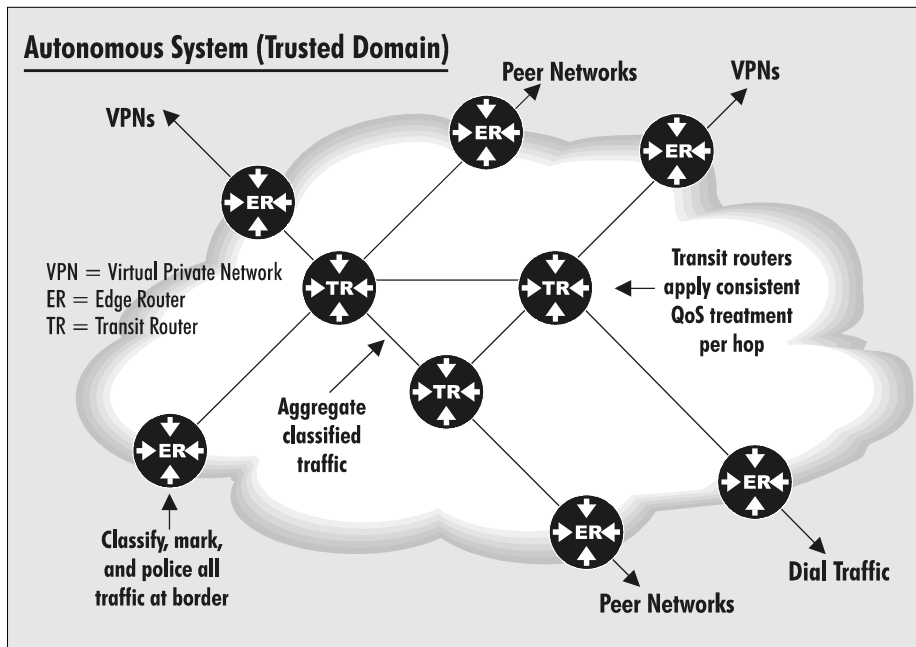 Autonomous System (Trusted Domain)
Peer Networks
VPNs
VPNs
ER
ER
ER
VPN = Virtual Private Network
ER = Edge Router
TR = Transit Router
TR
TR
Transit routers
apply consistent
QoS treatment
per hop
TR
Aggregate
classified
traffic
ER
ER
ER
Classify, mark,
and police all
traffic at border
Dial Traffic
Peer Networks